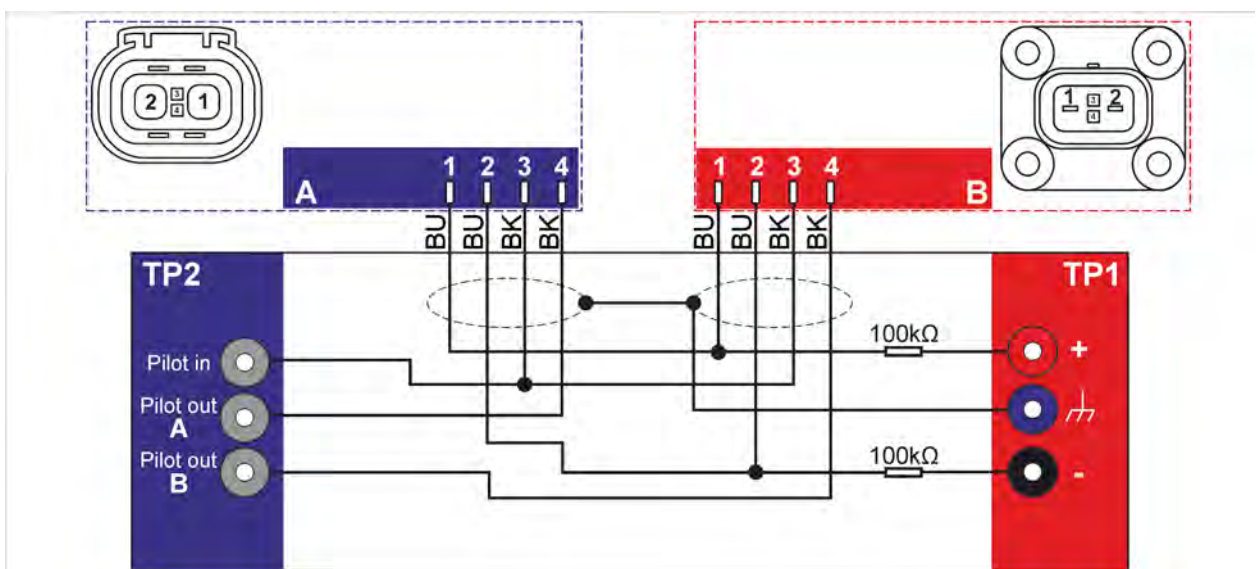 2 3 4 1
1 3 4 2
A 1 2 3 4
1 2 3 4 B
BU BU BK BK
BU BU BK BK
TP2
TP1
100kΩ
+
Pilot in
Pilot out
A
Pilot out
B
100kΩ
-